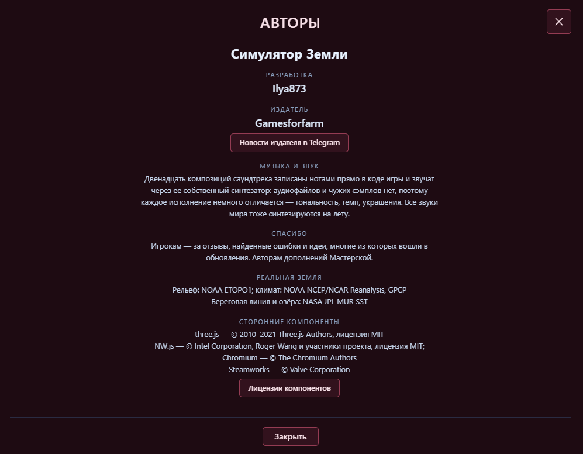 АВТОРЫ
Симулятор Земли
РАЗРАБОТКА
Ilya873
ИЗДАТЕЛЬ
Gamesforfarm
Новости издателя в Telegram
МУЗЫКА И ЗВУК
Двенадцать композиций саундтрека записаны нотами прямо в коде игры и звучат
через её собственный синтезатор: аудиофайлов и чужих сэмплов нет, поэтому
каждое исполнение немного отличается — тональность, темп, украшения. Все звуки
мира тоже синтезируются на лету.
СПАСИБО
Игрокам — за отзывы, найденные ошибки и идеи, многие из которых вошли в
обновления. Авторам дополнений Мастерской.
РЕАЛЬНАЯ ЗЕМЛЯ
Рельеф: NOAA ETOPO1; климат: NOAA NCEP/NCAR Reanalysis, GPCP
Береговая линия и озёра: NASA JPL MUR SST
СТОРОННИЕ КОМПОНЕНТЫ
three.js — © 2010–2021 Three.js Authors, лицензия MIT
NW.js — © Intel Corporation, Roger Wang и участники проекта, лицензия MIT;
Chromium — © The Chromium Authors
Steamworks — © Valve Corporation
Лицензии компонентов
Закрыть